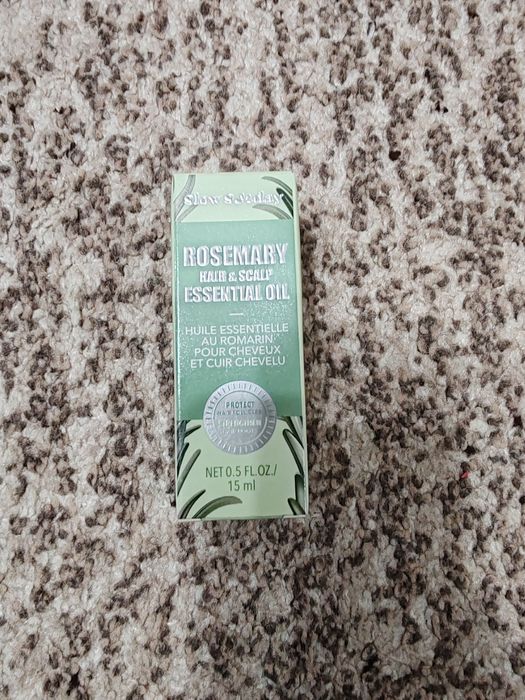 ROSEMARY
HAIR & SCALP
ESSENTIAL OIL
HUILE ESSENTIELLE
AU ROMARIN
POUR CHEVEUX
ET CUIR CHEVELU
PROTECT
STRENGTHEN
NET 0.5 FL.OZ./
15 ml